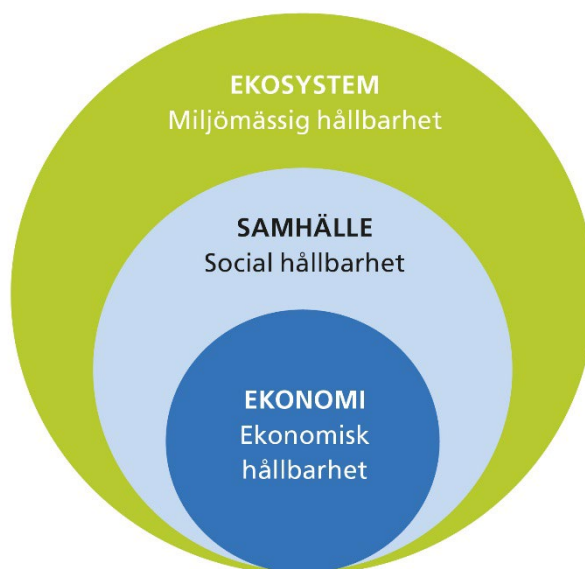 EKOSYSTEM
Miljömässig hållbarhet
SAMHÄLLE
Social hållbarhet
EKONOMI
Ekonomisk
hållbarhet